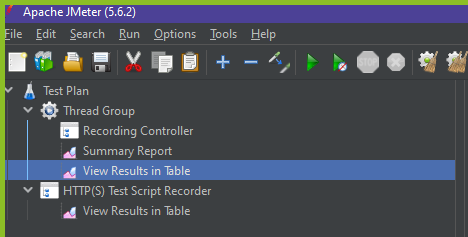 Apache JMeter (5.6.2)
File Edit Search Run Options Tools Help
STOP
Test Plan
Thread Group
Recording Controller
Summary Report
View Results in Table
HTTP(S) Test Script Recorder
View Results in Table